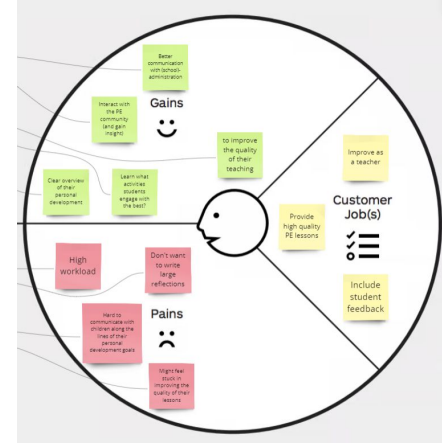 Better
communication
with (school)-
administration
Interact with
the PE
community
(and gain
insight)
Gains
to improve
the quality
of their
teaching
Clear overview
of their
personal
development
Learn what
activities
students
engage with
the best?
Improve as
a teacher
Customer
Job(s)
Provide
high quality
PE lessons
Include
student
feedback
High
workload
Don't want
to write
large
reflections
Pains
Hard to
communicate with
children along the
lines of their
personal
development goals
Might feel
stuck in
improving the
quality of their
lessons